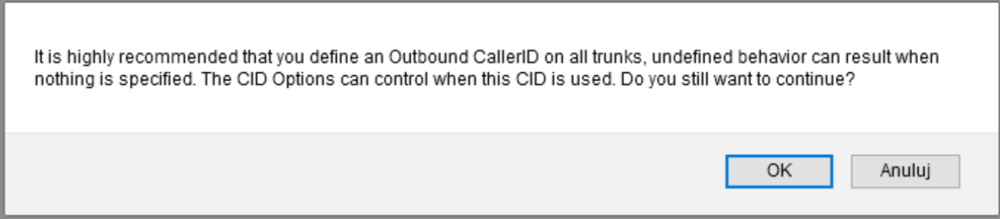 It is highly recommended that you define an Outbound CallerID on all trunks, undefined behavior can result when
nothing is specified. The CID Options can control when this CID is used. Do you still want to continue?
OK
Anuluj